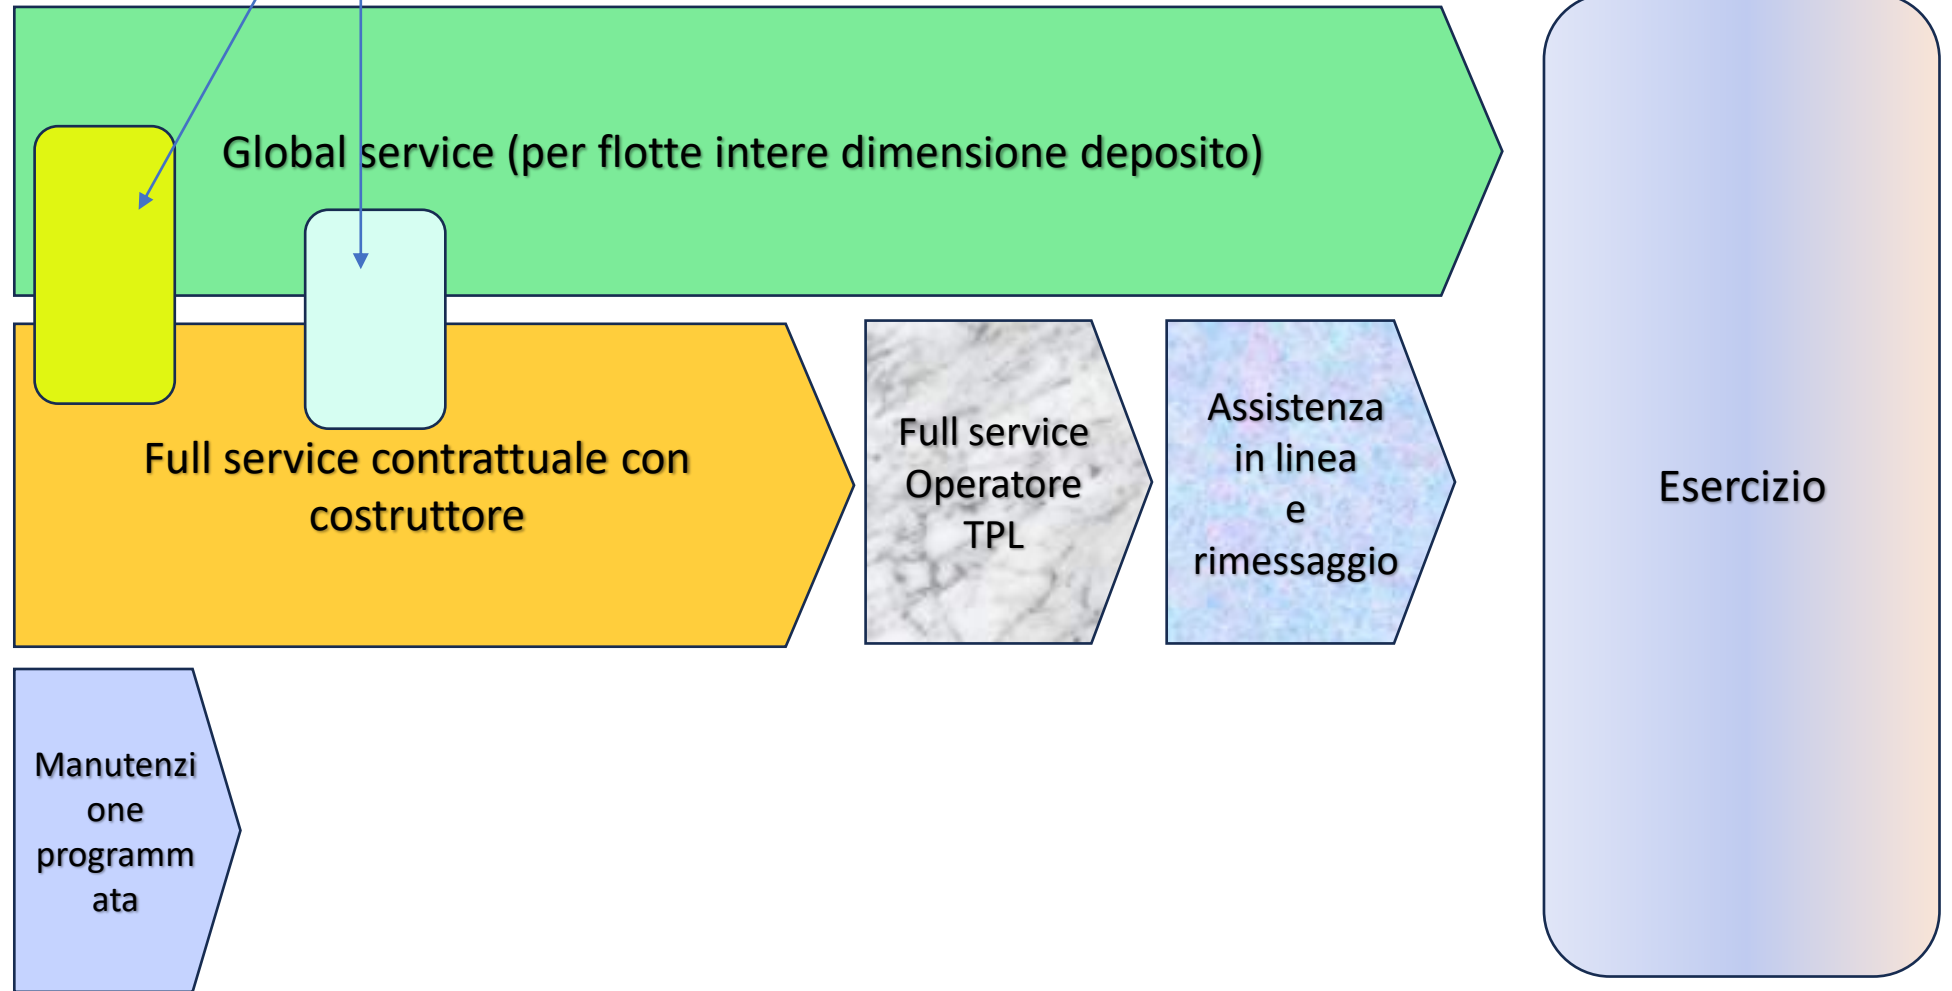 Global service (per flotte intere dimensione deposito)
Full service contrattuale con
costruttore
Full service
Operatore
TPL
Assistenza
in linea
e
rimessaggio
Esercizio
Manutenzi
one
programm
ata